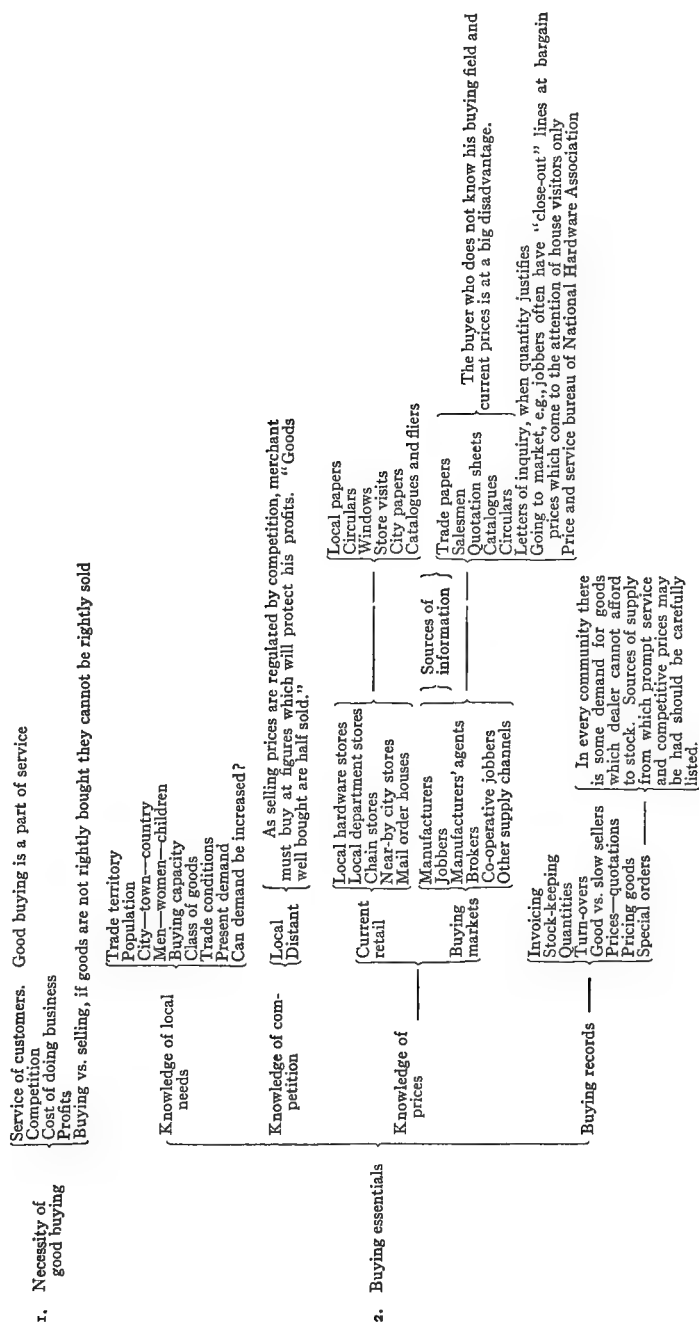 1. Necessity of
good buying
Service of customers. Good buying is a part of service
Competition
Cost of doing business
Profits
Buying vs. selling, if goods are not rightly bought they cannot be rightly sold
2. Buying essentials
Knowledge of local
needs
Trade territory
Population
City—town—country
Men—women—children
Buying capacity
Class of goods
Trade conditions
Present demand
Can demand be increased?
Knowledge of com-
petition
Local
Distant
As selling prices are regulated by competition, merchant
must buy at figures which will protect his profits. “Goods
well bought are half sold.”
Knowledge of
prices
Current
retail
Local hardware stores
Local department stores
Chain stores
Near-by city stores
Mail order houses
Buying
markets
Manufacturers
Jobbers
Manufacturers’ agents
Brokers
Co-operative jobbers
Other supply channels
Sources of
information
Local papers
Circulars
Windows
Store visits
City papers
Catalogues and fliers
Trade papers
Salesmen
Quotation sheets
Catalogues
Circulars
Letters of inquiry, when quantity justifies
Going to market, e.g., jobbers often have “close-out” lines at bargain
prices which come to the attention of house visitors only
Price and service bureau of National Hardware Association
The buyer who does not know his buying field and
current prices is at a big disadvantage.
Buying records
Invoicing
Stock-keeping
Quantities
Turn-overs
Good vs. slow sellers
Prices—quotations
Pricing goods
Special orders
In every community there
is some demand for goods
which dealer cannot afford
to stock. Sources of supply
from which prompt service
and competitive prices may
be had should be carefully
listed.